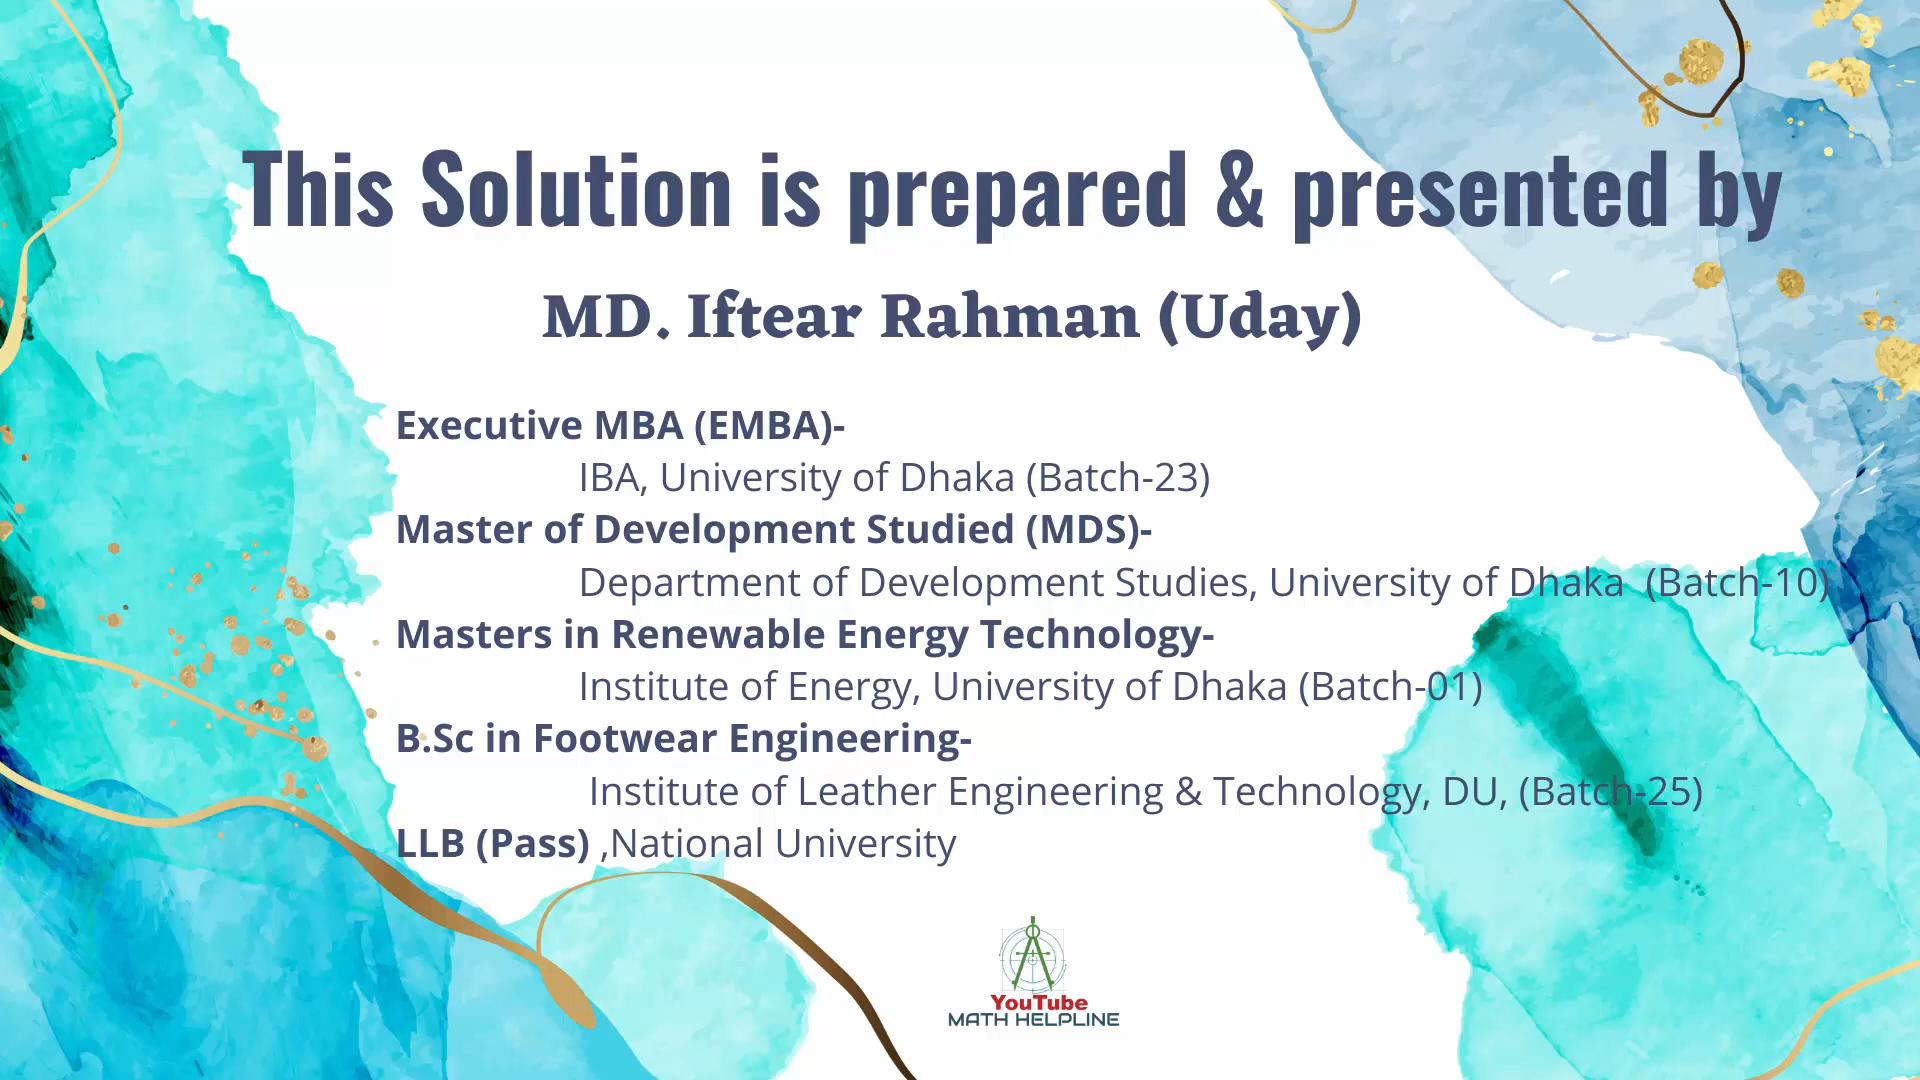 This Solution is prepared & presented by
MD. Iftear Rahman (Uday)
Executive MBA (EMBA)-
IBA, University of Dhaka (Batch-23)
Master of Development Studied (MDS)-
Department of Development Studies, University of Dhaka (Batch-10)
Masters in Renewable Energy Technology-
Institute of Energy, University of Dhaka (Batch-01)
B.Sc in Footwear Engineering-
Institute of Leather Engineering & Technology, DU, (Batch-25)
LLB (Pass) ,National University
YouTube
MATH HELPLINE